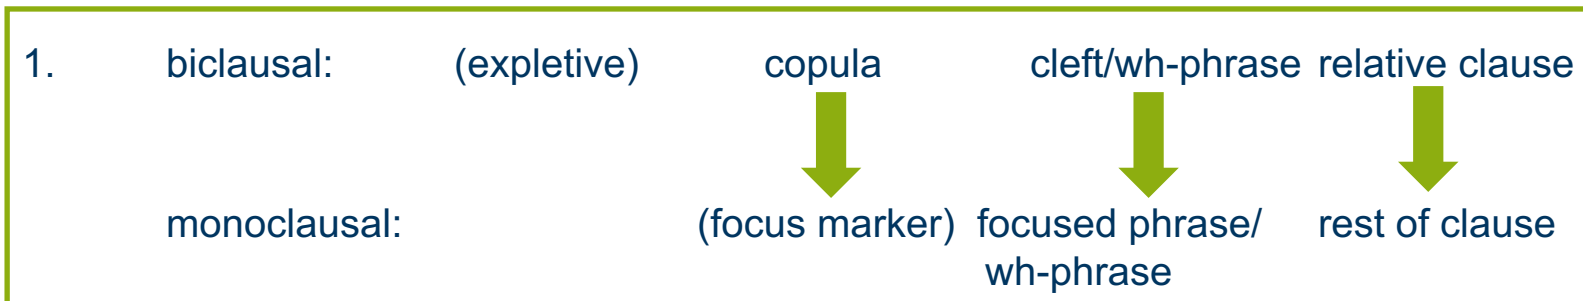 1. biclausal: (expletive) copula cleft/wh-phrase relative clause
monoclausal: (focus marker) focused phrase/ rest of clause
wh-phrase